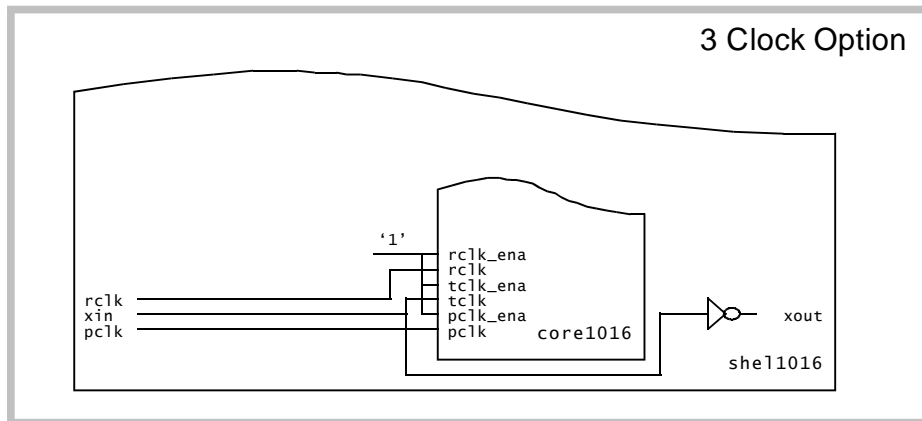 3 Clock Option
‘1’
rclk_ena
rclk
tclk_ena
tclk
pclk_ena
pclk
core1016
rclk
xin
pclk
xout
shel1016